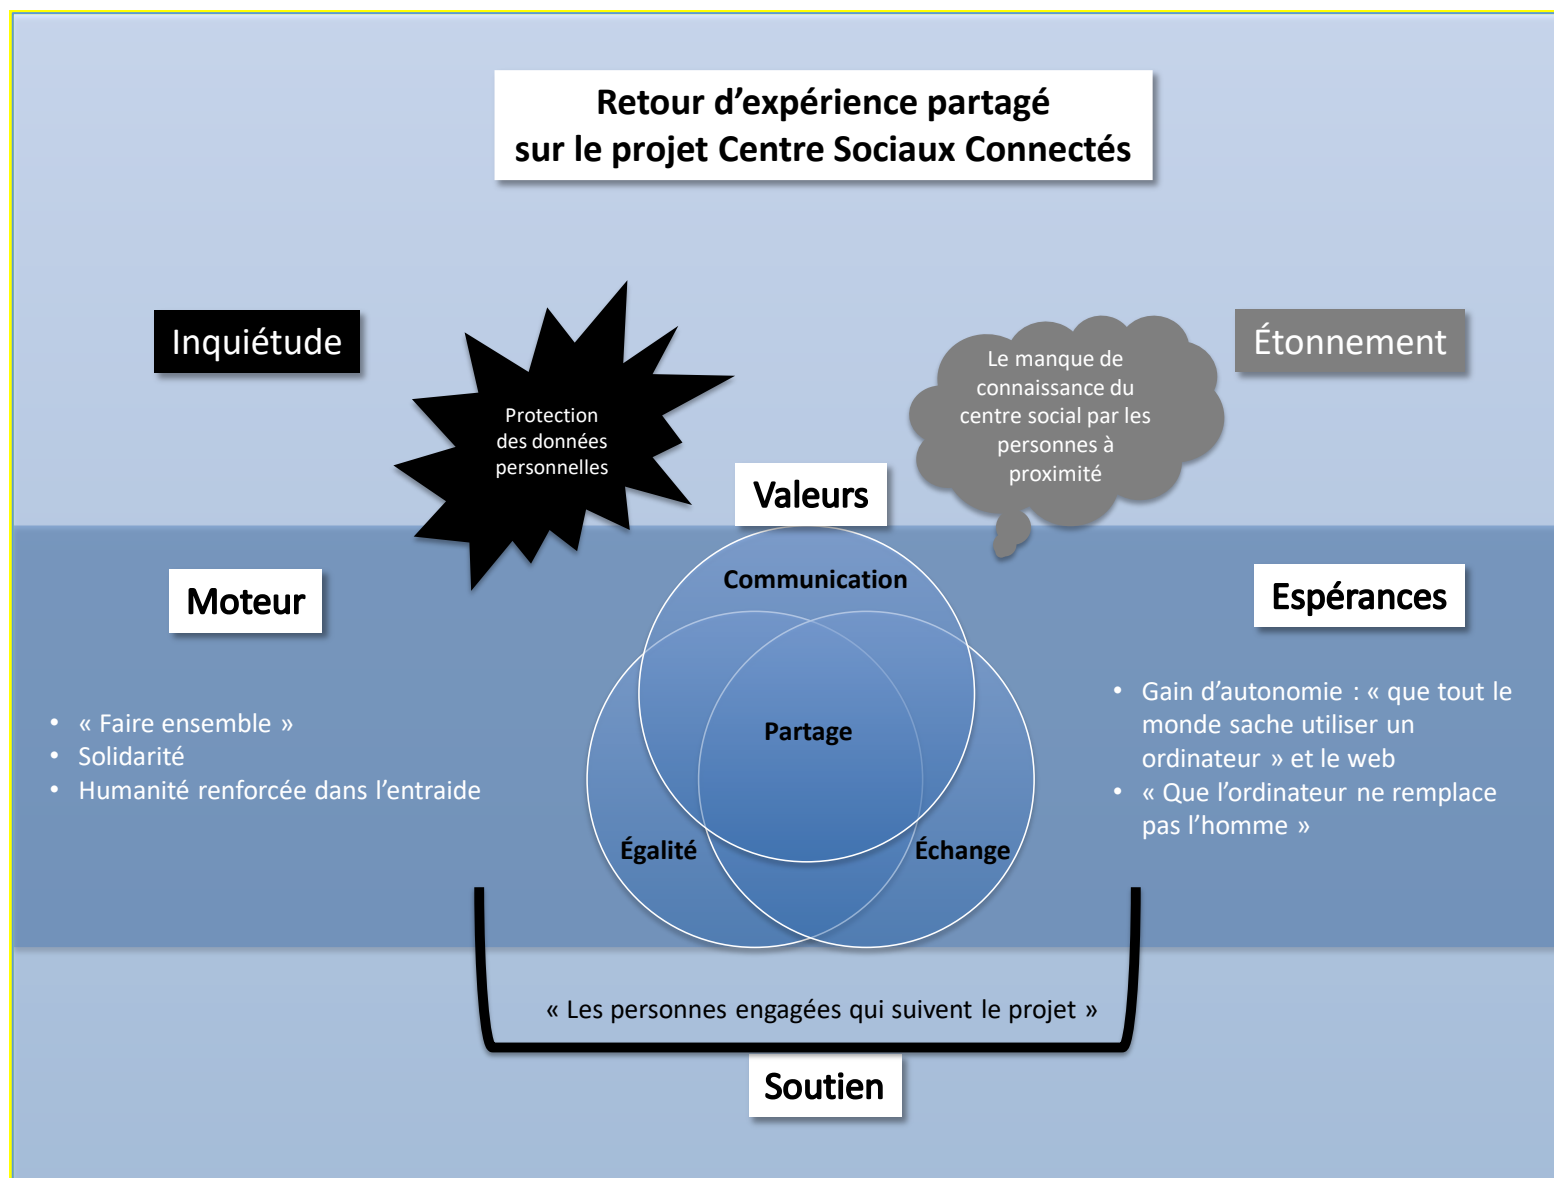 Retour d’expérience partagé
sur le projet Centre Sociaux Connectés
Inquiétude
Protection
des données
personnelles
Le manque de
connaissance du
centre social par les
personnes à
proximité
Étonnement
Valeurs
Communication
Partage
Égalité
Échange
Moteur
• « Faire ensemble »
• Solidarité
• Humanité renforcée dans l’entraide
Espérances
• Gain d’autonomie : « que tout le
monde sache utiliser un
ordinateur » et le web
• « Que l’ordinateur ne remplace
pas l’homme »
« Les personnes engagées qui suivent le projet »
Soutien